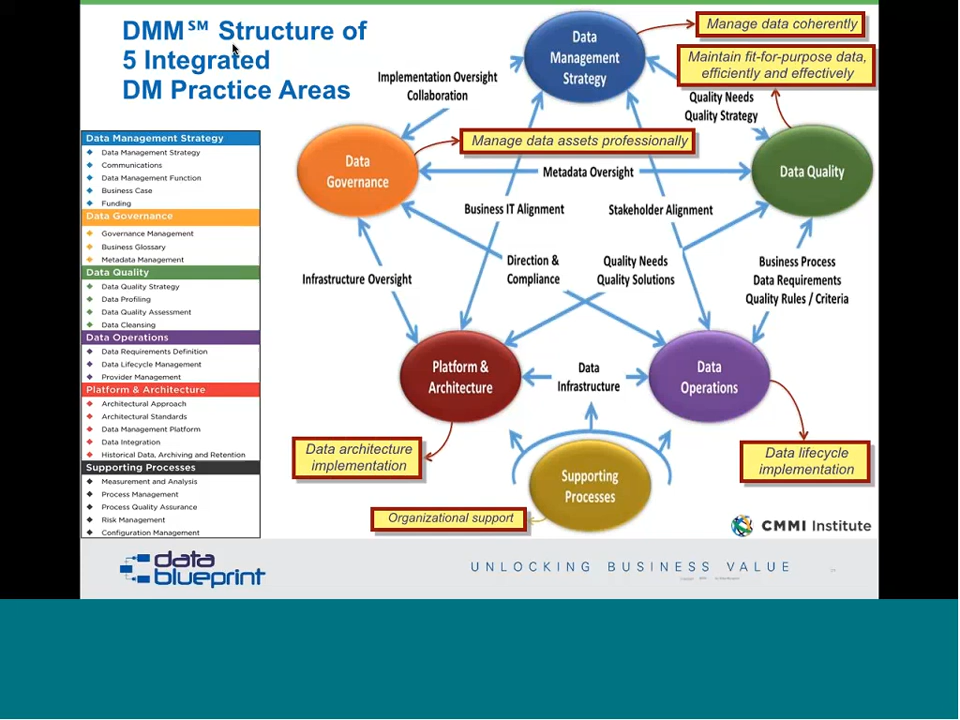 DMM℠ Structure of
5 Integrated
DM Practice Areas
Data Management Strategy
Data Management Strategy
Communications
Data Management Function
Business Case
Funding
Data Governance
Governance Management
Business Glossary
Metadata Management
Data Quality
Data Quality Strategy
Data Profiling
Data Quality Assessment
Data Cleansing
Data Operations
Data Requirements Definition
Data Lifecycle Management
Provider Management
Platform & Architecture
Architectural Approach
Architectural Standards
Data Management Platform
Data Integration
Historical Data, Archiving and Retention
Supporting Processes
Measurement and Analysis
Process Management
Process Quality Assurance
Risk Management
Configuration Management
Data
Management
Strategy
Manage data coherently
Maintain fit-for-purpose data,
efficiently and effectively
Implementation Oversight
Collaboration
Quality Needs
Quality Strategy
Manage data assets professionally
Data
Governance
Metadata Oversight
Data Quality
Business IT Alignment
Stakeholder Alignment
Infrastructure Oversight
Direction &
Compliance
Quality Needs
Quality Solutions
Business Process
Data Requirements
Quality Rules / Criteria
Platform &
Architecture
Data
Infrastructure
Data
Operations
Data architecture
implementation
Data lifecycle
implementation
Supporting
Processes
Organizational support
CMMI Institute
data
blueprint
UNLOCKING BUSINESS VALUE